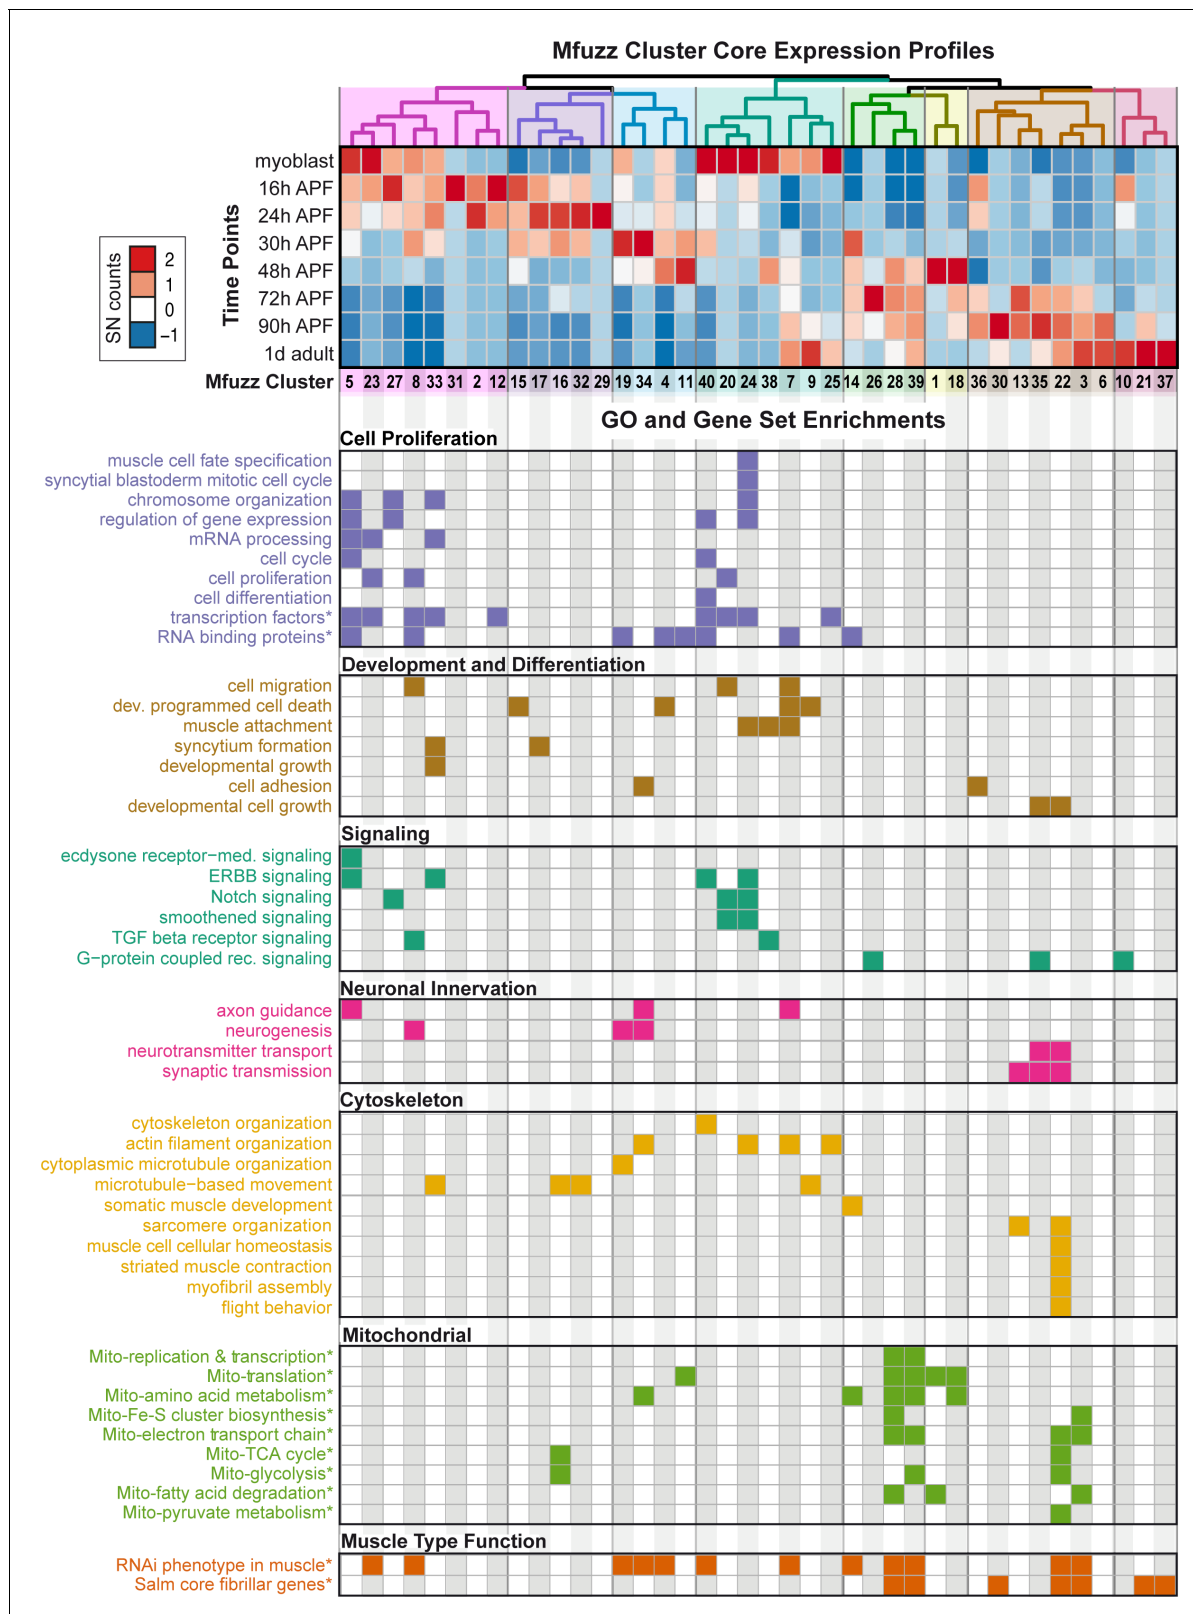 Mfuzz Cluster Core Expression Profiles
SN counts
2
1
0
−1
Time Points
myoblast
16h APF
24h APF
30h APF
48h APF
72h APF
90h APF
1d adult
Mfuzz Cluster 5 23 27 8 33 31 2 12 15 17 16 32 29 19 34 4 11 40 20 24 38 7 9 25 14 26 28 39 1 18 36 30 13 35 22 3 6 10 21 37
GO and Gene Set Enrichments
Cell Proliferation
muscle cell fate specification
syncytial blastoderm mitotic cell cycle
chromosome organization
regulation of gene expression
mRNA processing
cell cycle
cell proliferation
cell differentiation
transcription factors*
RNA binding proteins*
Development and Differentiation
cell migration
dev. programmed cell death
muscle attachment
syncytium formation
developmental growth
cell adhesion
developmental cell growth
Signaling
ecdysone receptor−med. signaling
ERBB signaling
Notch signaling
smoothened signaling
TGF beta receptor signaling
G−protein coupled rec. signaling
Neuronal Innervation
axon guidance
neurogenesis
neurotransmitter transport
synaptic transmission
Cytoskeleton
cytoskeleton organization
actin filament organization
cytoplasmic microtubule organization
microtubule−based movement
somatic muscle development
sarcomere organization
muscle cell cellular homeostasis
striated muscle contraction
myofibril assembly
flight behavior
Mitochondrial
Mito-replication & transcription*
Mito-translation*
Mito-amino acid metabolism*
Mito-Fe-S cluster biosynthesis*
Mito-electron transport chain*
Mito-TCA cycle*
Mito-glycolysis*
Mito-fatty acid degradation*
Mito-pyruvate metabolism*
Muscle Type Function
RNAi phenotype in muscle*
Salm core fibrillar genes*